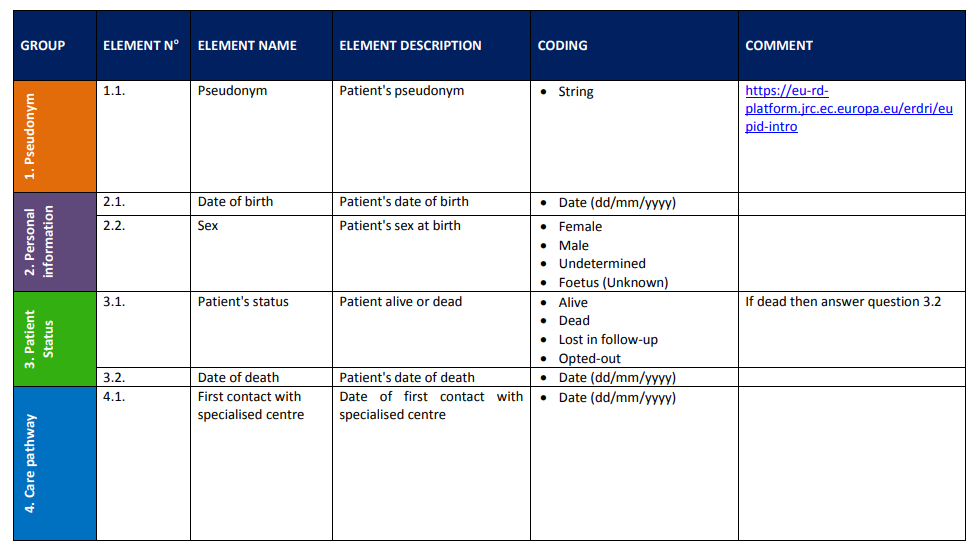 GROUP ELEMENT N° ELEMENT NAME ELEMENT DESCRIPTION CODING COMMENT
1. Pseudonym
1.1. Pseudonym Patient's pseudonym • String https://eu-rd-
platform.jrc.ec.europa.eu/erdri/eu
pid-intro
2. Personal
information
2.1. Date of birth Patient's date of birth • Date (dd/mm/yyyy)
2.2. Sex Patient's sex at birth • Female
• Male
• Undetermined
• Foetus (Unknown)
3. Patient
Status
3.1. Patient's status Patient alive or dead • Alive If dead then answer question 3.2
• Dead
• Lost in follow-up
• Opted-out
3.2. Date of death Patient's date of death • Date (dd/mm/yyyy)
4. Care pathway
4.1. First contact with Date of first contact with • Date (dd/mm/yyyy)
specialised centre specialised centre